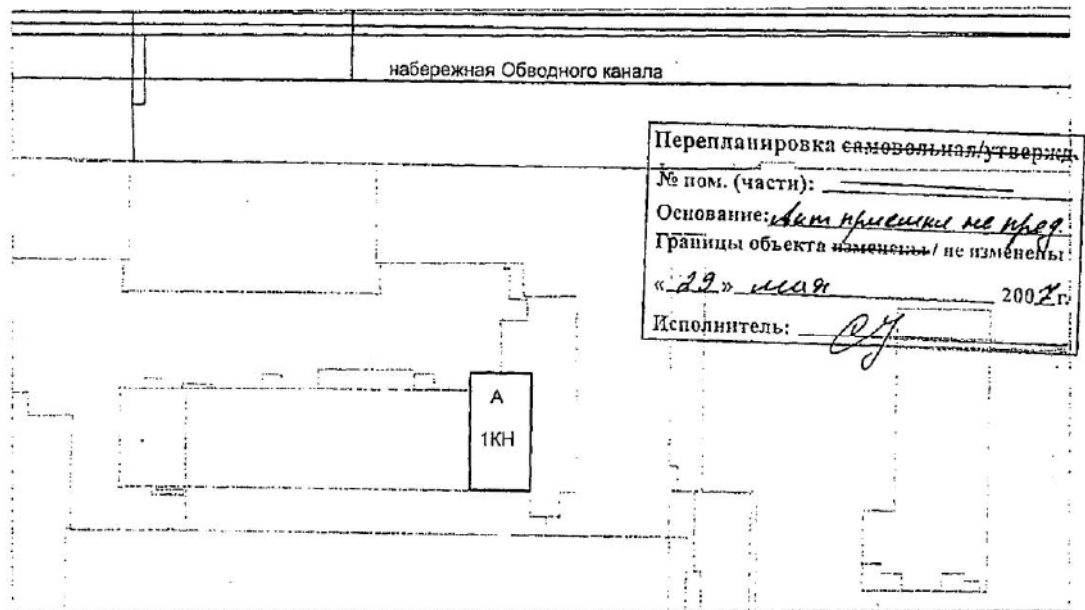 набережная Обводного канала
Перепланировка самовольная/утвержд.
№ пом. (части):
Основание: Акт приемки не пред.
Границы объекта изменены / не изменены
« 29 » мая 2007 г.
Исполнитель:
А
1КН